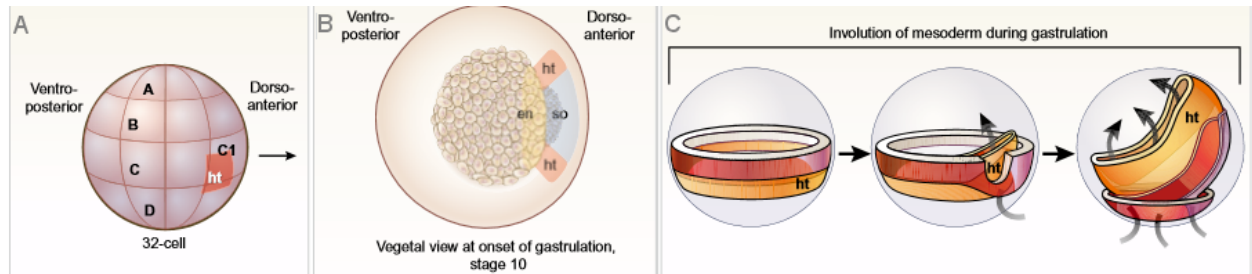 A
Ventro-
posterior
Dorso-
anterior
A
B
C
C1
ht
D
32-cell
B
Ventro-
posterior
Dorso-
anterior
ht
en
so
ht
Vegetal view at onset of gastrulation,
stage 10
C
Involution of mesoderm during gastrulation
ht
ht
ht